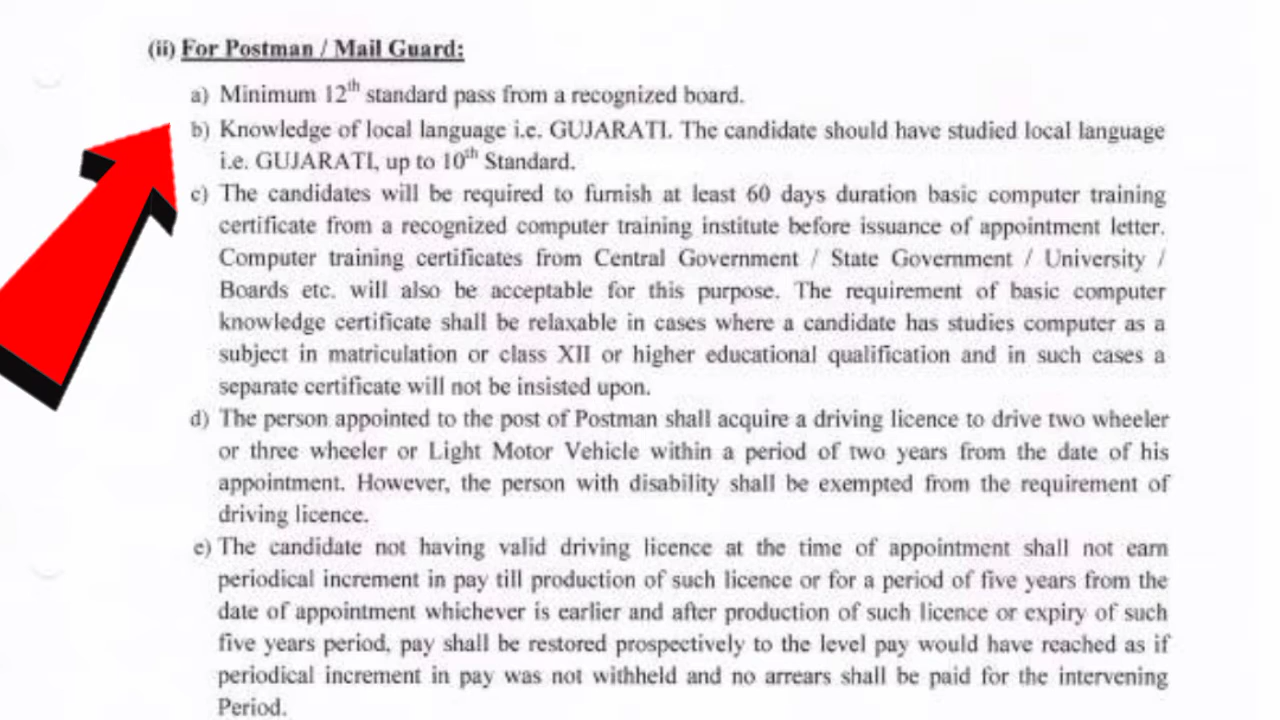 (ii) For Postman / Mail Guard:
a) Minimum 12th standard pass from a recognized board.
b) Knowledge of local language i.e. GUJARATI. The candidate should have studied local language
i.e. GUJARATI, up to 10th Standard.
c) The candidates will be required to furnish at least 60 days duration basic computer training
certificate from a recognized computer training institute before issuance of appointment letter.
Computer training certificates from Central Government / State Government / University /
Boards etc. will also be acceptable for this purpose. The requirement of basic computer
knowledge certificate shall be relaxable in cases where a candidate has studies computer as a
subject in matriculation or class XII or higher educational qualification and in such cases a
separate certificate will not be insisted upon.
d) The person appointed to the post of Postman shall acquire a driving licence to drive two wheeler
or three wheeler or Light Motor Vehicle within a period of two years from the date of his
appointment. However, the person with disability shall be exempted from the requirement of
driving licence.
e) The candidate not having valid driving licence at the time of appointment shall not earn
periodical increment in pay till production of such licence or for a period of five years from the
date of appointment whichever is earlier and after production of such licence or expiry of such
five years period, pay shall be restored prospectively to the level pay would have reached as if
periodical increment in pay was not withheld and no arrears shall be paid for the intervening
Period.